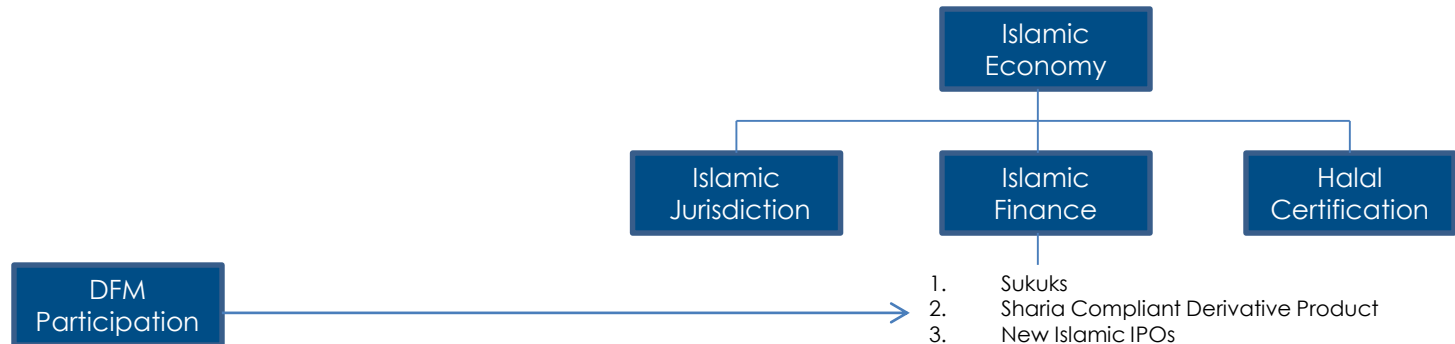 Islamic
Economy
Islamic
Jurisdiction
Islamic
Finance
Halal
Certification
DFM
Participation
1. Sukuks
2. Sharia Compliant Derivative Product
3. New Islamic IPOs